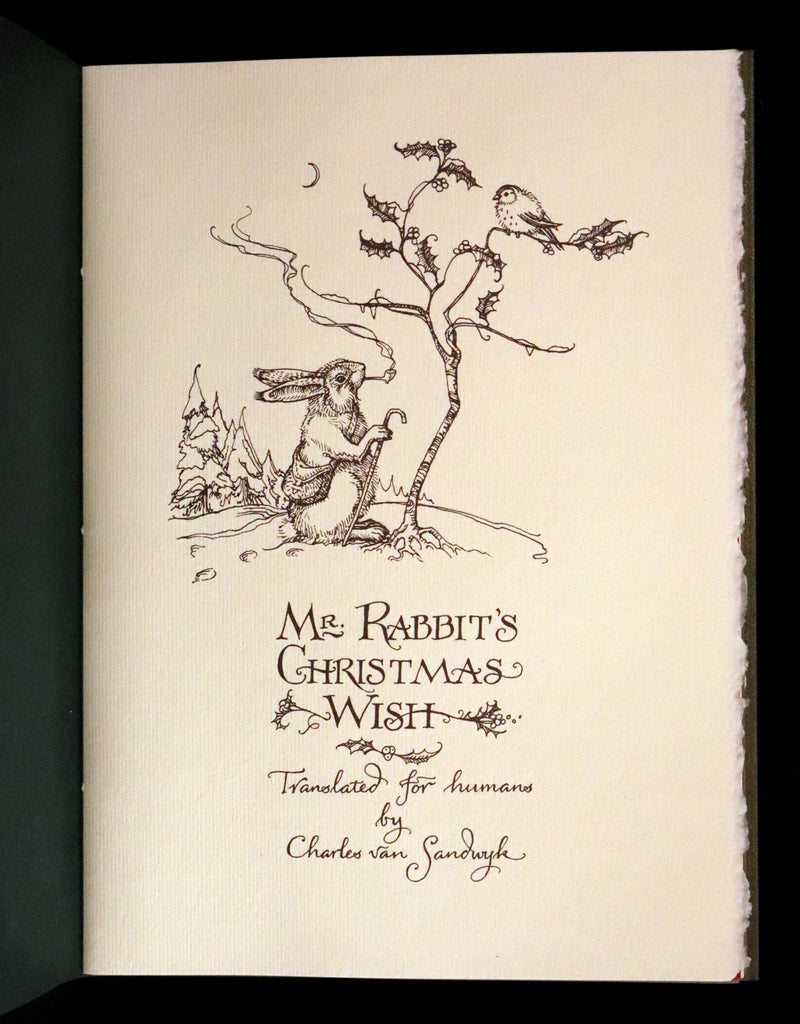 Mr. Rabbit's
Christmas
Wish
Translated for humans
by
Charles van Sandwyk